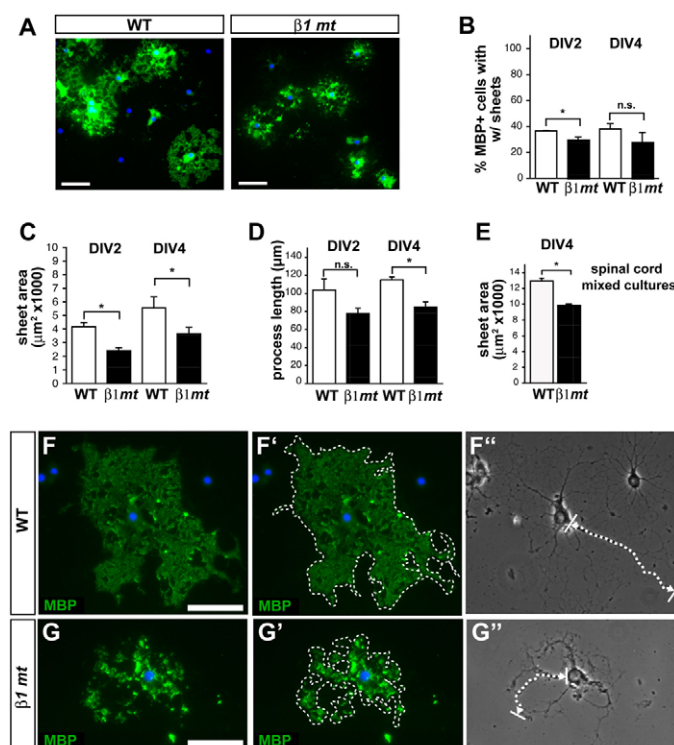 A
WT
β1 mt
B
DIV2 DIV4
% MBP+ cells with
w/ sheets
100
80
60
40
20
0
* n.s.
WT β1mt WT β1mt
C
DIV2 DIV4
sheet area
(µm² x1000)
9
8
7
6
5
4
3
2
1
0
* *
WT β1mt WT β1mt
D
DIV2 DIV4
process length (µm)
140
120
100
80
60
40
20
0
n.s. *
WT β1mt WT β1mt
E
DIV4
spinal cord
mixed cultures
sheet area
(µm² x1000)
14
12
10
8
6
4
2
0
*
WT β1mt
WT
F
MBP
F'
MBP
F''
β1 mt
G
MBP
G'
MBP
G''